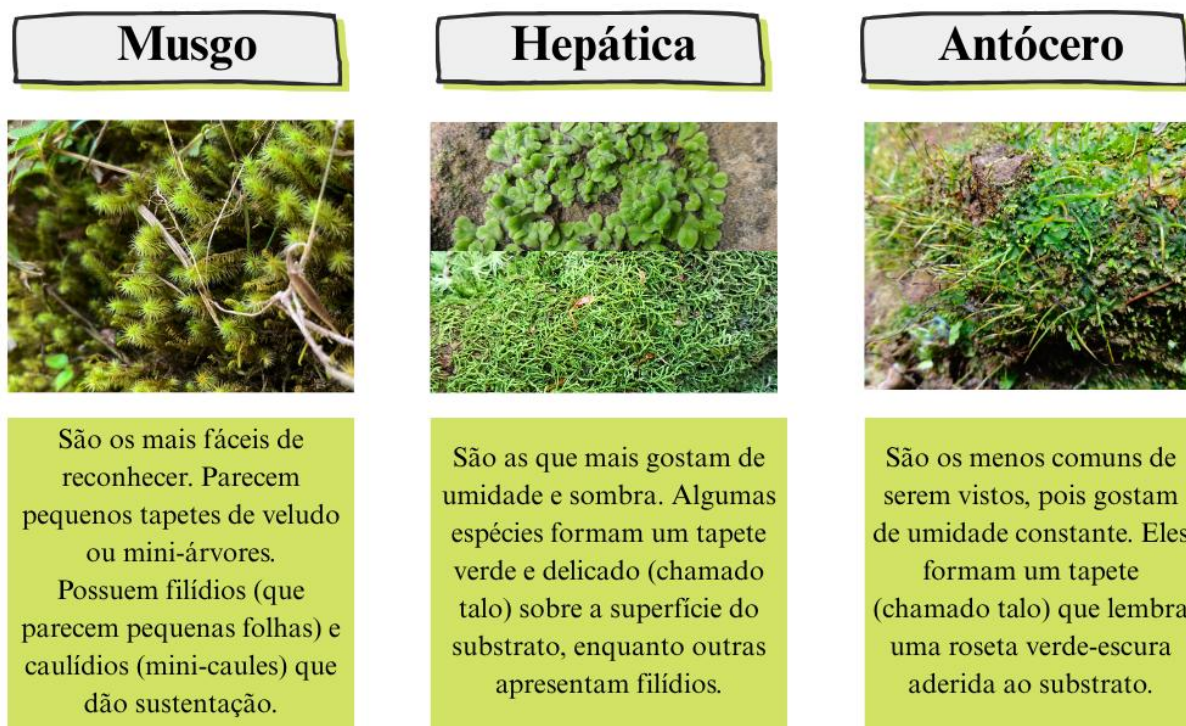 Musgo
Hepática
Antócero
São os mais fáceis de
reconhecer. Parecem
pequenos tapetes de veludo
ou mini-árvores.
Possuem filídios (que
parecem pequenas folhas) e
caulídios (mini-caules) que
dão sustentação.
São as que mais gostam de
umidade e sombra. Algumas
espécies formam um tapete
verde e delicado (chamado
talo) sobre a superfície do
substrato, enquanto outras
apresentam filídios.
São os menos comuns de
serem vistos, pois gostam
de umidade constante. Eles
formam um tapete
(chamado talo) que lembra
uma roseta verde-escura
aderida ao substrato.